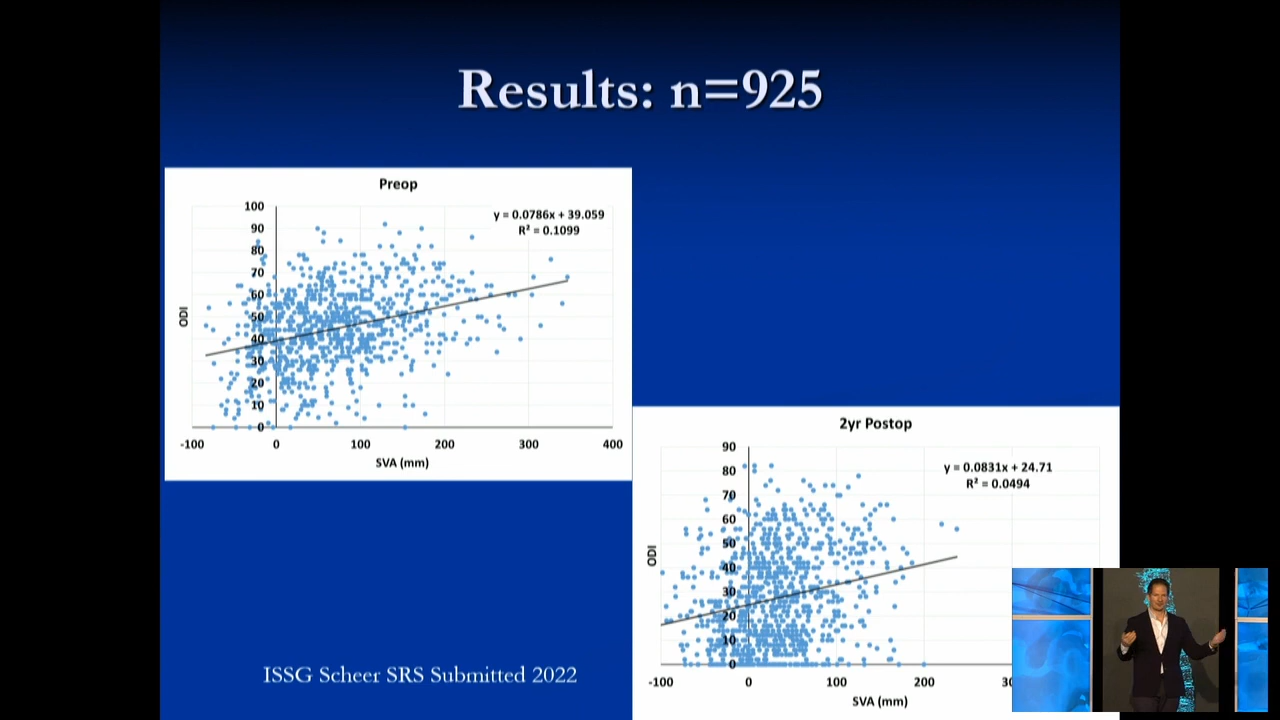 Results: n=925
Preop
y = 0.0786x + 39.059
R² = 0.1099
100
90
80
70
60
50
40
30
20
10
0
ODI
-100 0 100 200 300 400
SVA (mm)
2yr Postop
y = 0.0831x + 24.71
R² = 0.0494
90
80
70
60
50
40
30
20
10
0
ODI
-100 0 100 200
SVA (mm)
ISSG Scheer SRS Submitted 2022